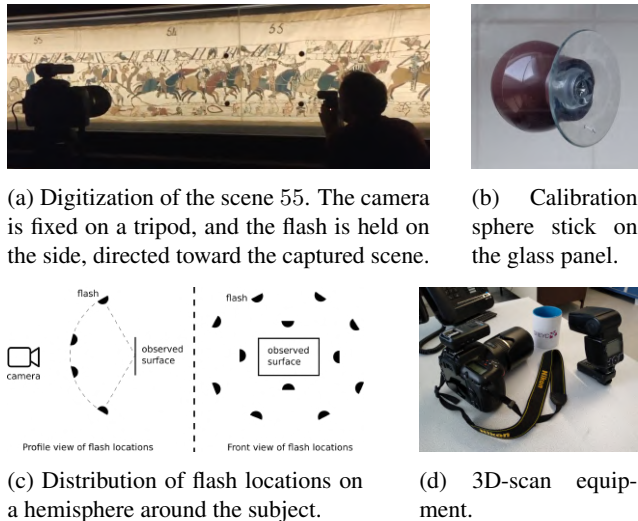 55
54
53
(a) Digitization of the scene 55. The camera
is fixed on a tripod, and the flash is held on
the side, directed toward the captured scene.
(b) Calibration
sphere stick on
the glass panel.
flash
camera
observed
surface
Profile view of flash locations
flash
observed
surface
Front view of flash locations
Nikon
(c) Distribution of flash locations on
a hemisphere around the subject.
(d) 3D-scan equip-
ment.